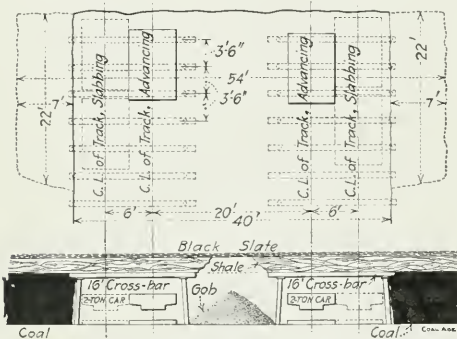 22'
7'
C.L. of Track, Slabbing
C.L. of Track, Advancing
3'6"
54'
3'6"
C.L. of Track, Advancing
C.L. of Track, Slabbing
22'
7'
6'
20'
6'
40'
Black Slate
Shale
16' Cross-bar
Gob
16' Cross-bar
2-TON CAR
2-TON CAR
Coal
Coal
COAL AGE